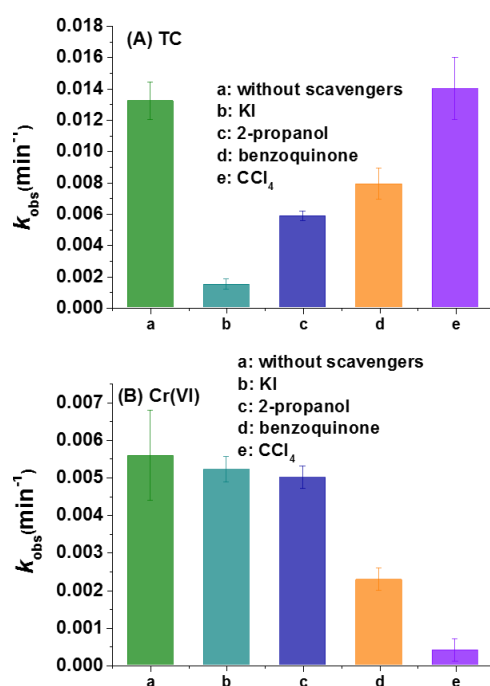 (A) TC
a: without scavengers
b: KI
c: 2-propanol
d: benzoquinone
e: CCl₄
k_obs(min⁻¹)
0.018
0.016
0.014
0.012
0.010
0.008
0.006
0.004
0.002
0.000
a b c d e
a: without scavengers
(B) Cr(VI)
b: KI
c: 2-propanol
d: benzoquinone
e: CCl₄
k_obs(min⁻¹)
0.007
0.006
0.005
0.004
0.003
0.002
0.001
0.000
a b c d e